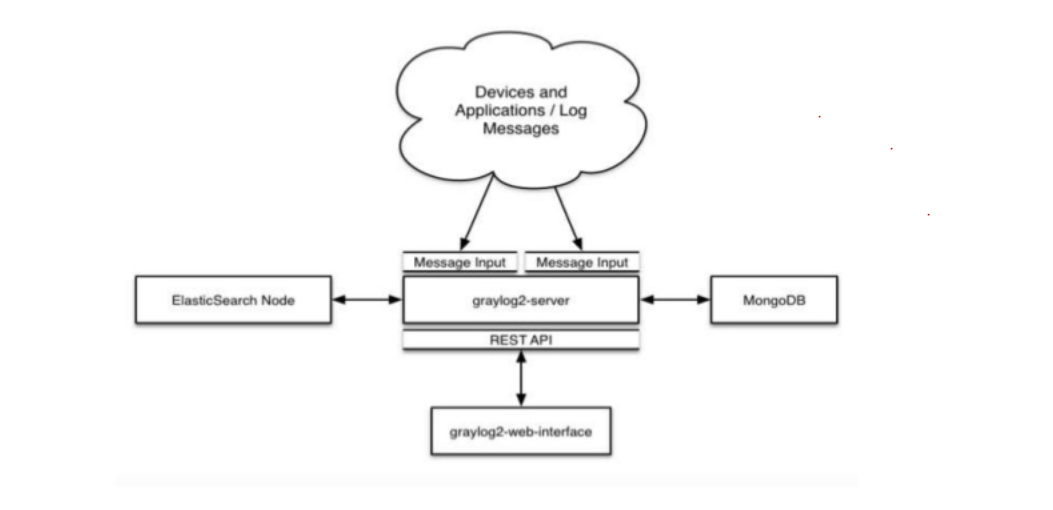 Devices and
Applications / Log
Messages
Message Input
Message Input
ElasticSearch Node
graylog2-server
MongoDB
REST API
graylog2-web-interface